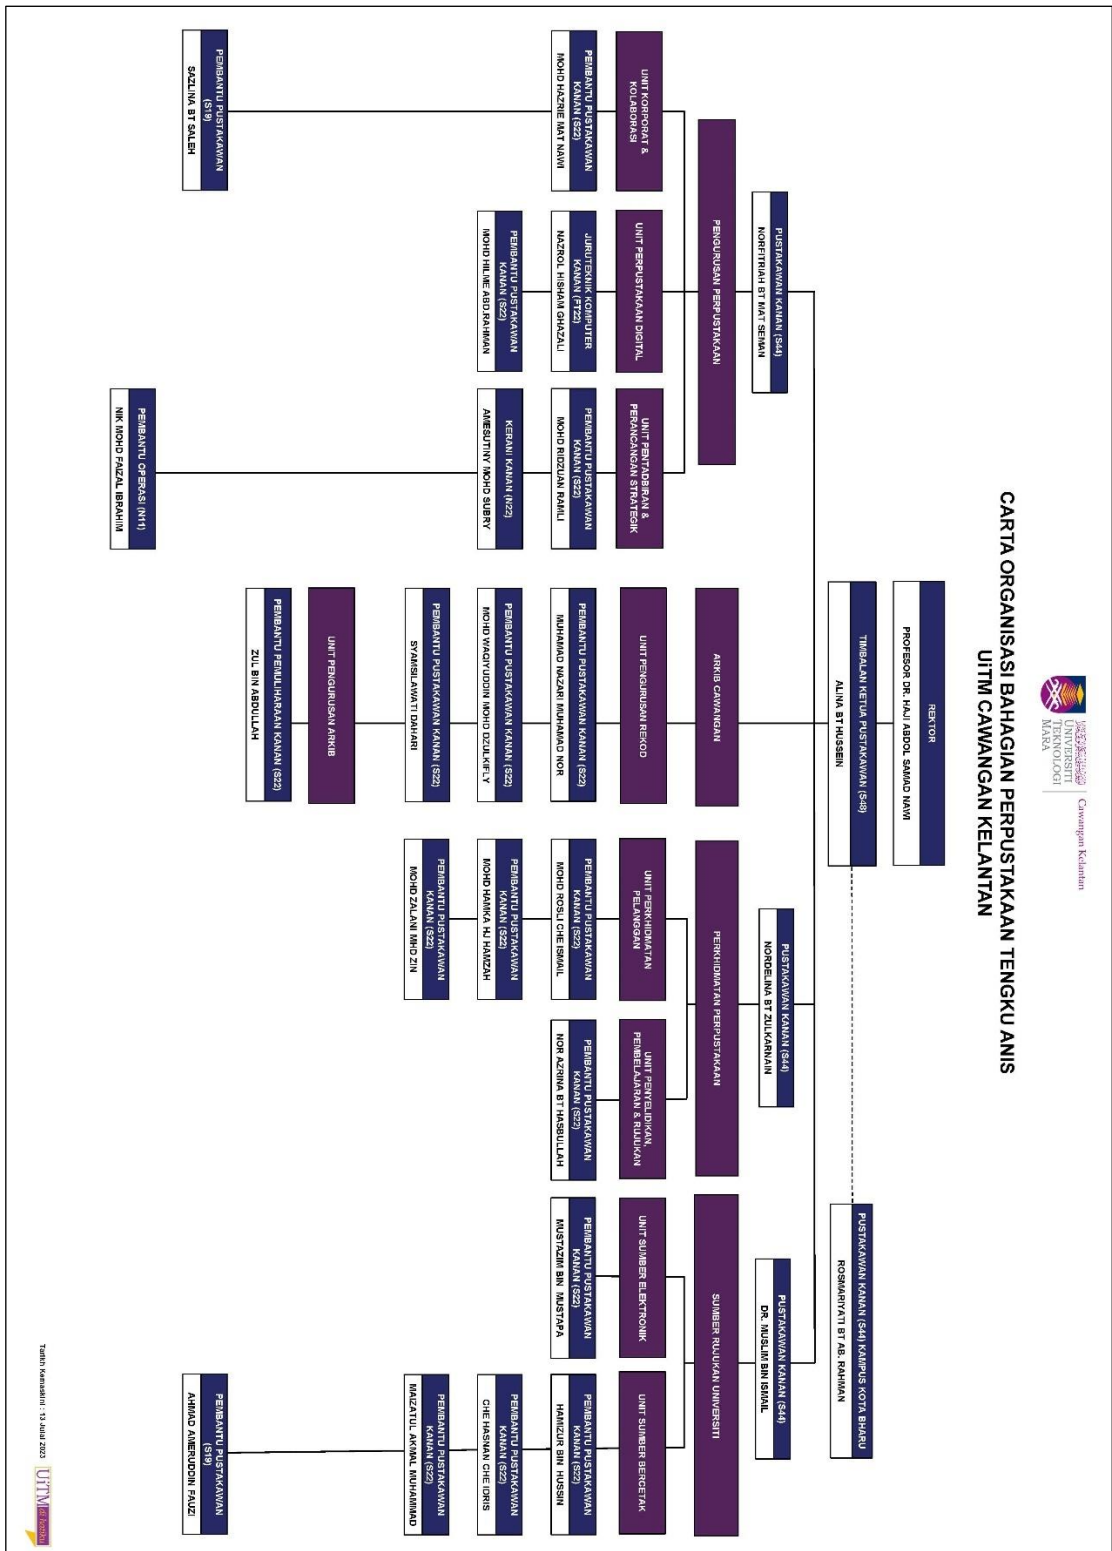 UNIVERSITI
TEKNOLOGI
MARA
Cawangan Kelantan
CARTA ORGANISASI BAHAGIAN PERPUSTAKAAN TENGKU ANIS
UiTM CAWANGAN KELANTAN
REKTOR
PROFESOR DR. HAJI ABDOL SAMAD NAWI
TIMBALAN KETUA PUSTAKAWAN (S48)
ALINA BT HUSSEIN
PUSTAKAWAN KANAN (S44) KAMPUS KOTA BHARU
ROSMARIYATI BT AB. RAHMAN
PUSTAKAWAN KANAN (S44)
NORFITRIAH BT MAT SEMAN
PENGURUSAN PERPUSTAKAAN
UNIT KORPORAT &
KOLABORASI
PEMBANTU PUSTAKAWAN
KANAN (S22)
MOHD HAZRIE MAT NAWI
PEMBANTU PUSTAKAWAN
(S19)
SAZLINA BT SALEH
UNIT PERPUSTAKAAN DIGITAL
JURUTEKNIK KOMPUTER
KANAN (FT22)
NAZROL HISHAM GHAZALI
PEMBANTU PUSTAKAWAN
KANAN (S22)
MOHD HILME ABD.RAHMAN
UNIT PENTADBIRAN &
PERANCANGAN STRATEGIK
PEMBANTU PUSTAKAWAN
KANAN (S22)
MOHD RIDZUAN RAMLI
KERANI KANAN (N22)
AMESUTINY MOHD SUBRY
PEMBANTU OPERASI (N11)
NIK MOHD FAIZAL IBRAHIM
ARKIB CAWANGAN
UNIT PENGURUSAN REKOD
PEMBANTU PUSTAKAWAN KANAN (S22)
MUHAMAD NAZARI MUHAMAD NOR
PEMBANTU PUSTAKAWAN KANAN (S22)
MOHD WAQIYUDDIN MOHD DZULKIFLY
PEMBANTU PUSTAKAWAN KANAN (S22)
SYAMSILAWATI DAHARI
UNIT PENGURUSAN ARKIB
PEMBANTU PEMULIHARAAN KANAN (S22)
ZUL BIN ABDULLAH
PUSTAKAWAN KANAN (S44)
NORDELINA BT ZULKARNAIN
PERKHIDMATAN PERPUSTAKAAN
UNIT PERKHIDMATAN
PELANGGAN
PEMBANTU PUSTAKAWAN
KANAN (S22)
MOHD ROSLI CHE ISMAIL
PEMBANTU PUSTAKAWAN
KANAN (S22)
MOHD HAMKA HJ HAMZAH
PEMBANTU PUSTAKAWAN
KANAN (S22)
MOHD ZALANI MHD ZIN
UNIT PENYELIDIKAN,
PEMBELAJARAN & RUJUKAN
PEMBANTU PUSTAKAWAN
KANAN (S22)
NOR AZRINA BT HASBULLAH
PUSTAKAWAN KANAN (S44)
DR. MUSLIM BIN ISMAIL
SUMBER RUJUKAN UNIVERSITI
UNIT SUMBER ELEKTRONIK
PEMBANTU PUSTAKAWAN
KANAN (S22)
MUSTAZIM BIN MUSTAPA
UNIT SUMBER BERCETAK
PEMBANTU PUSTAKAWAN
KANAN (S22)
HAMIZUR BIN HUSSIN
PEMBANTU PUSTAKAWAN
KANAN (S22)
CHE HASNAN CHE IDRIS
PEMBANTU PUSTAKAWAN
KANAN (S22)
MAIZATUL AKMAL MUHAMMAD
PEMBANTU PUSTAKAWAN
(S19)
AHMAD AMERUDDIN FAUZI
Tarikh Kemaskini : 13 Julai 2023
UiTM di hatiku